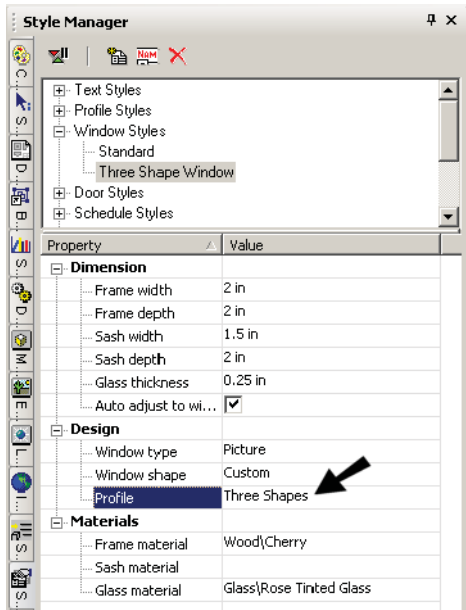 Style Manager
NAM
Text Styles
Profile Styles
Window Styles
Standard
Three Shape Window
Door Styles
Schedule Styles
Property Value
Dimension
Frame width 2 in
Frame depth 2 in
Sash width 1.5 in
Sash depth 2 in
Glass thickness 0.25 in
Auto adjust to wi...
Design
Window type Picture
Window shape Custom
Profile Three Shapes
Materials
Frame material Wood\Cherry
Sash material
Glass material Glass\Rose Tinted Glass
C...
S...
D...
B...
S...
D...
M...
E...
L...
I...
S...
S...